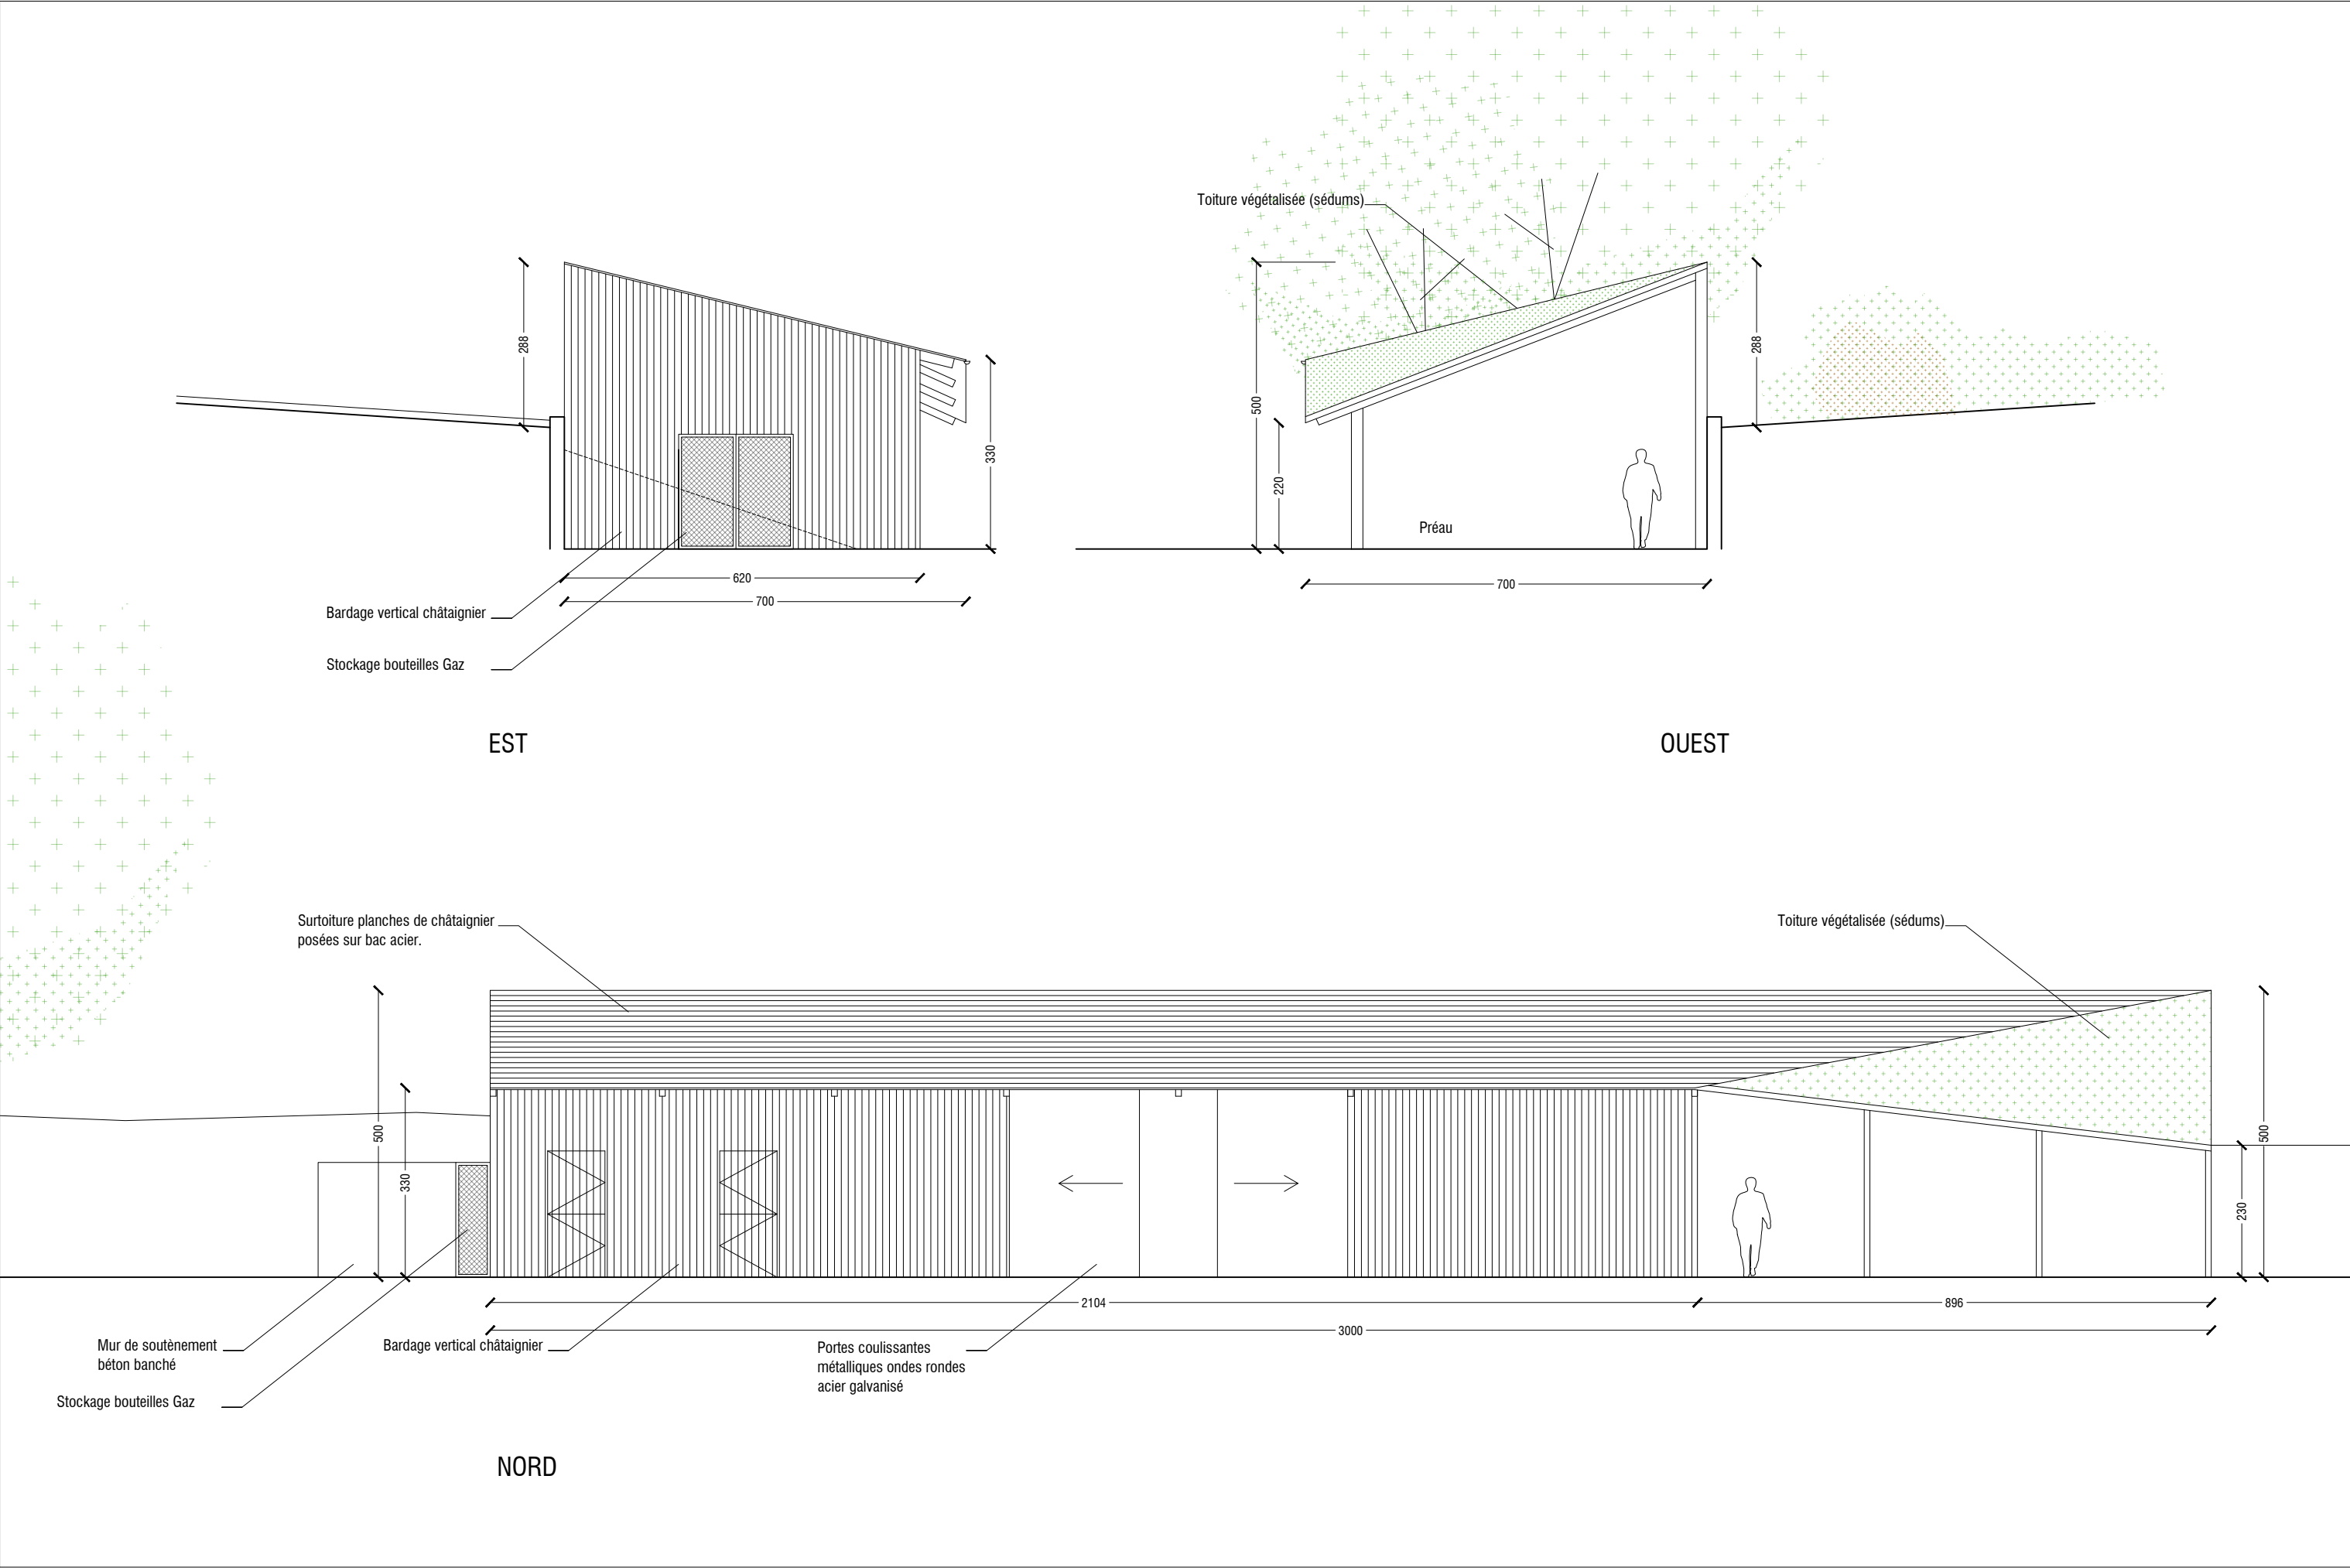 Toiture végétalisée (sédums)
288
330
620
700
Bardage vertical châtaignier
Stockage bouteilles Gaz
500
220
288
Préau
700
EST
OUEST
Surtoiture planches de châtaignier
posées sur bac acier.
Toiture végétalisée (sédums)
500
330
500
230
2104
896
3000
Mur de soutènement
béton banché
Bardage vertical châtaignier
Portes coulissantes
métalliques ondes rondes
acier galvanisé
Stockage bouteilles Gaz
NORD